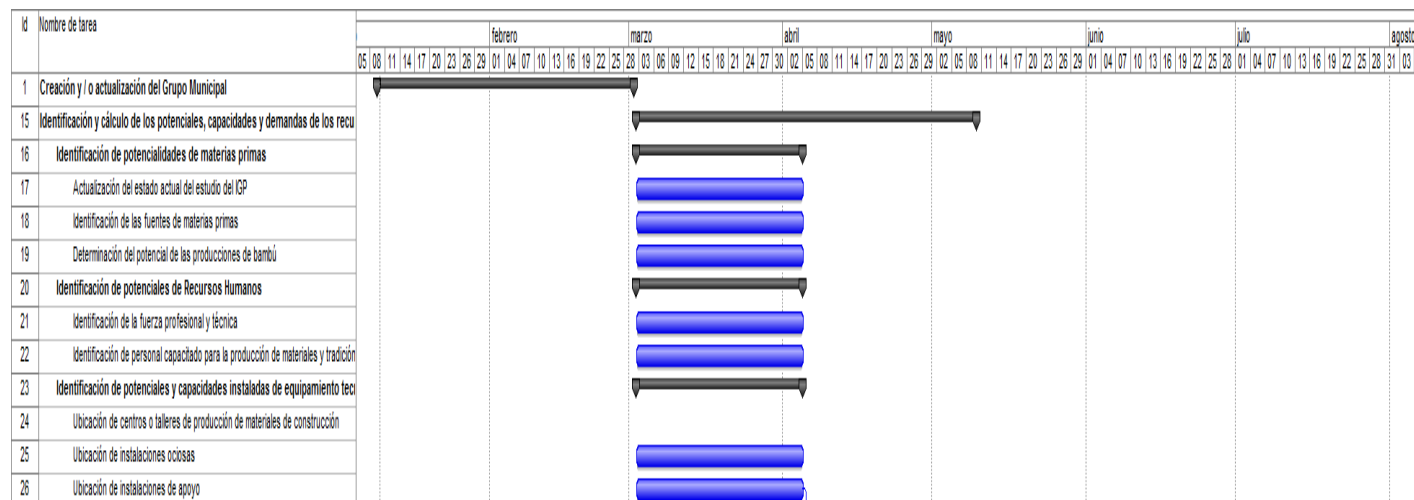 Id Nombre de tarea
febrero marzo abril mayo junio julio agosto
05 08 11 14 17 20 23 26 29 01 04 07 10 13 16 19 22 25 28 03 06 09 12 15 18 21 24 27 30 02 05 08 11 14 17 20 23 26 29 02 05 08 11 14 17 20 23 26 29 01 04 07 10 13 16 19 22 25 28 01 04 07 10 13 16 19 22 25 28 31 03
1 Creación y / o actualización del Grupo Municipal
15 Identificación y cálculo de los potenciales, capacidades y demandas de los recu
16 Identificación de potencialidades de materias primas
17 Actualización del estado actual del estudio del IGP
18 Identificación de las fuentes de materias primas
19 Determinación del potencial de las producciones de bambú
20 Identificación de potenciales de Recursos Humanos
21 Identificación de la fuerza profesional y técnica
22 Identificación de personal capacitado para la producción de materiales y tradición
23 Identificación de potenciales y capacidades instaladas de equipamiento tec
24 Ubicación de centros o talleres de producción de materiales de construcción
25 Ubicación de instalaciones ociosas
26 Ubicación de instalaciones de apoyo